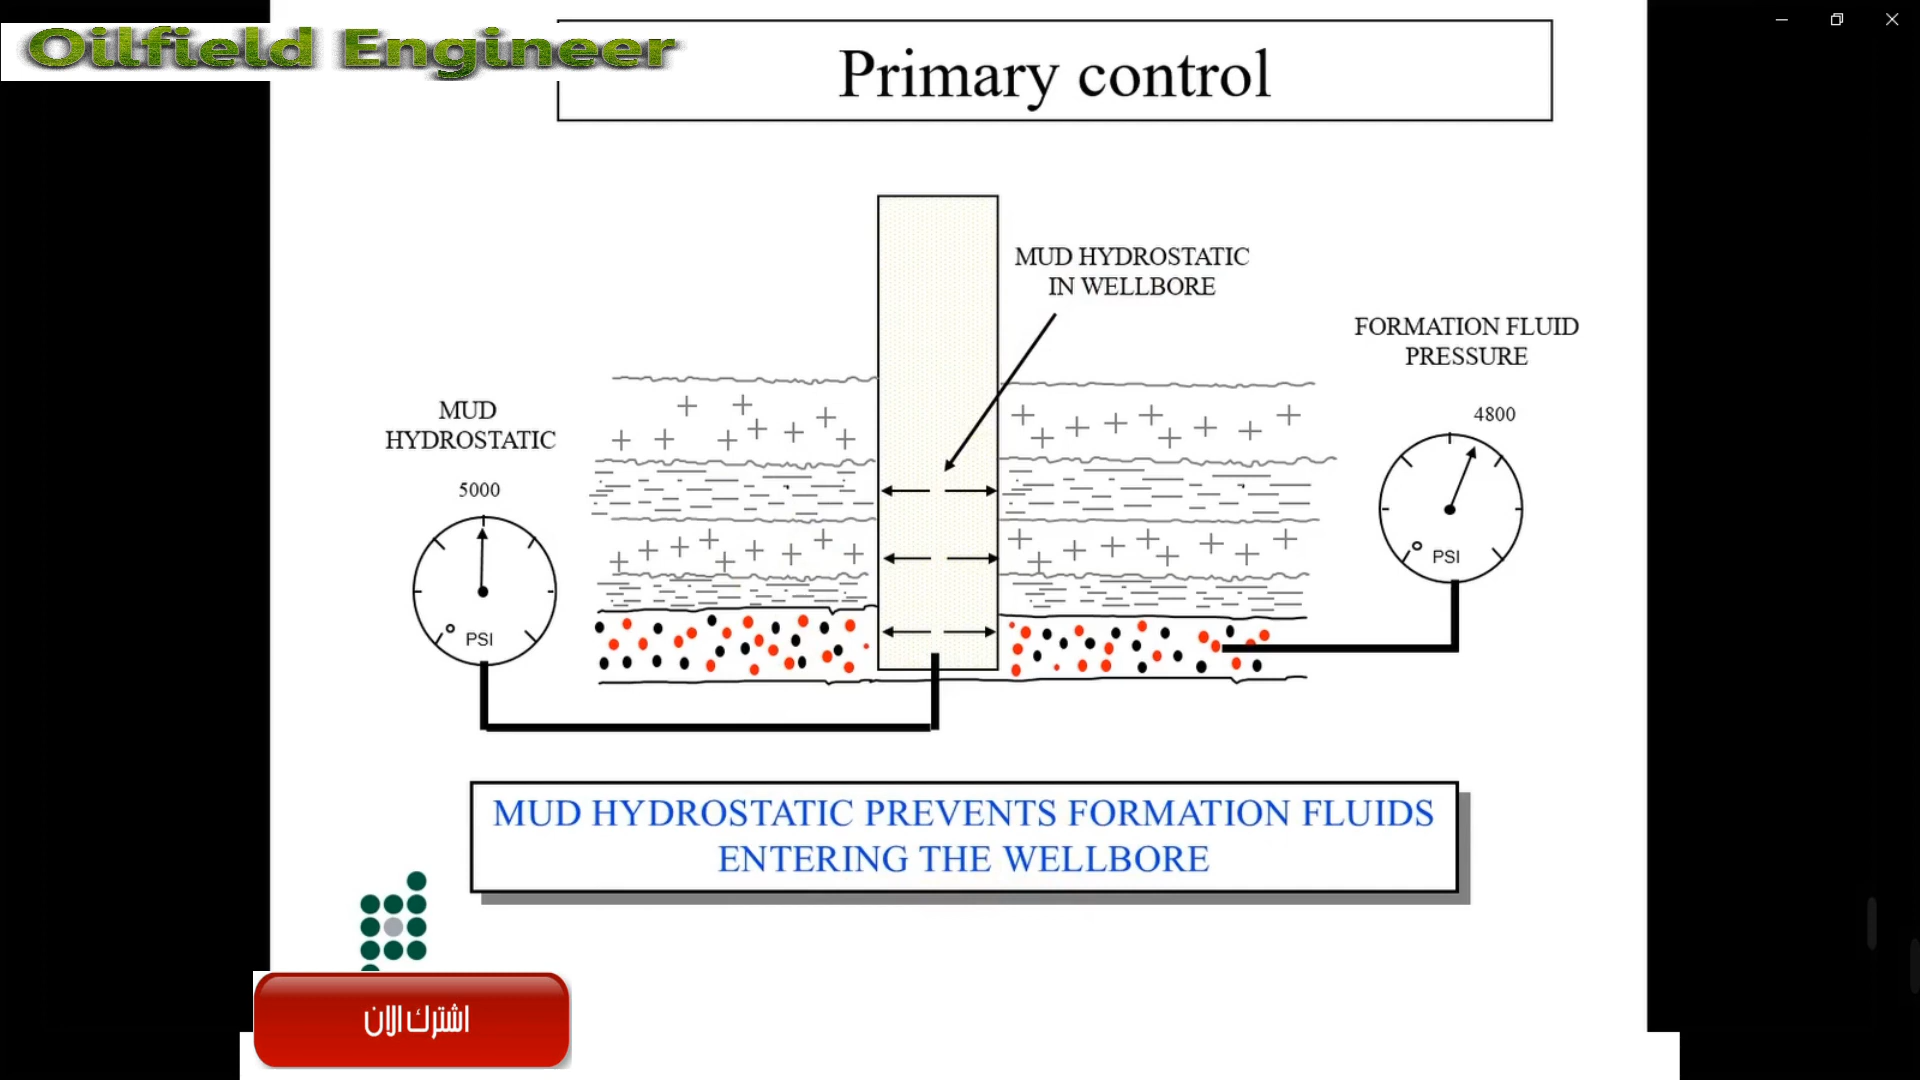 Oilfield Engineer
Primary control
MUD HYDROSTATIC
IN WELLBORE
FORMATION FLUID
PRESSURE
4800
MUD
HYDROSTATIC
5000
PSI
PSI
MUD HYDROSTATIC PREVENTS FORMATION FLUIDS
ENTERING THE WELLBORE
اشترك الان